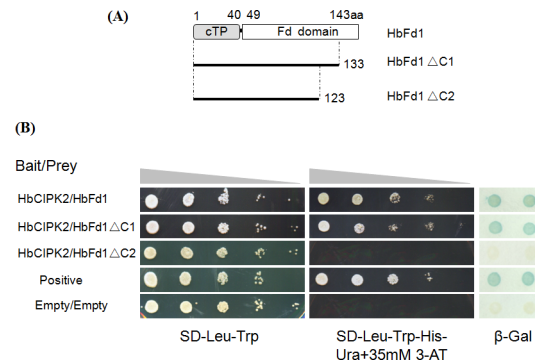 (A)
1 40 49 143aa
cTP Fd domain HbFd1
133 HbFd1 △C1
123 HbFd1 △C2
(B)
Bait/Prey
HbCIPK2/HbFd1
HbCIPK2/HbFd1△C1
HbCIPK2/HbFd1△C2
Positive
Empty/Empty
SD-Leu-Trp
SD-Leu-Trp-His-
Ura+35mM 3-AT
β-Gal